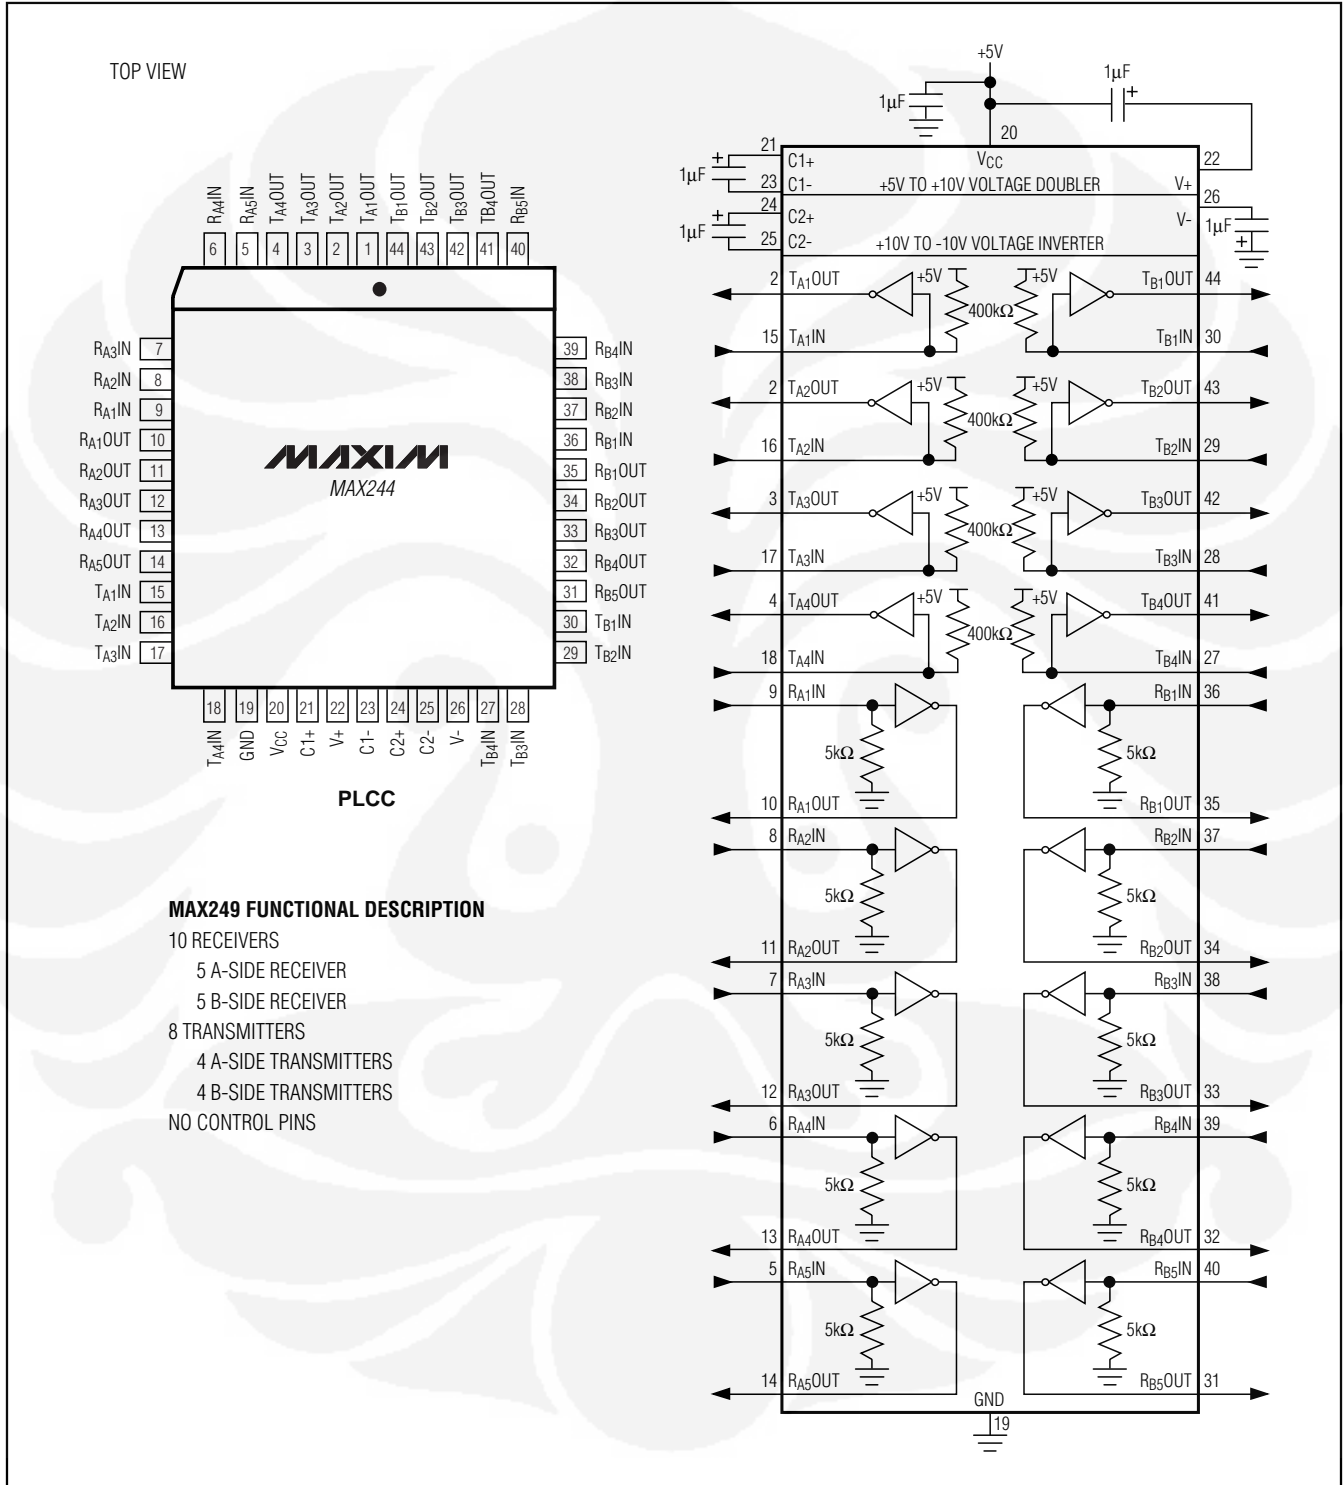 TOP VIEW
RA4IN
RA5IN
TA4OUT
TA3OUT
TA2OUT
TA1OUT
TB1OUT
TB2OUT
TB3OUT
TB4OUT
RB5IN
6 5 4 3 2 1 44 43 42 41 40
RA3IN 7
RA2IN 8
RA1IN 9
RA1OUT 10
RA2OUT 11
RA3OUT 12
RA4OUT 13
RA5OUT 14
TA1IN 15
TA2IN 16
TA3IN 17
MAXIM
MAX244
39 RB4IN
38 RB3IN
37 RB2IN
36 RB1IN
35 RB1OUT
34 RB2OUT
33 RB3OUT
32 RB4OUT
31 RB5OUT
30 TB1IN
29 TB2IN
18 19 20 21 22 23 24 25 26 27 28
TA4IN
GND
VCC
C1+
V+
C1-
C2+
C2-
V-
TB4IN
TB3IN
PLCC
MAX249 FUNCTIONAL DESCRIPTION
10 RECEIVERS
5 A-SIDE RECEIVER
5 B-SIDE RECEIVER
8 TRANSMITTERS
4 A-SIDE TRANSMITTERS
4 B-SIDE TRANSMITTERS
NO CONTROL PINS
+5V
1µF
1µF +
20
VCC
21 C1+
+ 1µF
23 C1-
+5V TO +10V VOLTAGE DOUBLER
V+ 22
24 C2+
+ 1µF
25 C2-
+10V TO -10V VOLTAGE INVERTER
V- 26
1µF +
2 TA1OUT +5V +5V TB1OUT 44
400kΩ
15 TA1IN TB1IN 30
2 TA2OUT +5V +5V TB2OUT 43
400kΩ
16 TA2IN TB2IN 29
3 TA3OUT +5V +5V TB3OUT 42
400kΩ
17 TA3IN TB3IN 28
4 TA4OUT +5V +5V TB4OUT 41
400kΩ
18 TA4IN TB4IN 27
9 RA1IN RB1IN 36
5kΩ 5kΩ
10 RA1OUT RB1OUT 35
8 RA2IN RB2IN 37
5kΩ 5kΩ
11 RA2OUT RB2OUT 34
7 RA3IN RB3IN 38
5kΩ 5kΩ
12 RA3OUT RB3OUT 33
6 RA4IN RB4IN 39
5kΩ 5kΩ
13 RA4OUT RB4OUT 32
5 RA5IN RB5IN 40
5kΩ 5kΩ
14 RA5OUT RB5OUT 31
GND
19